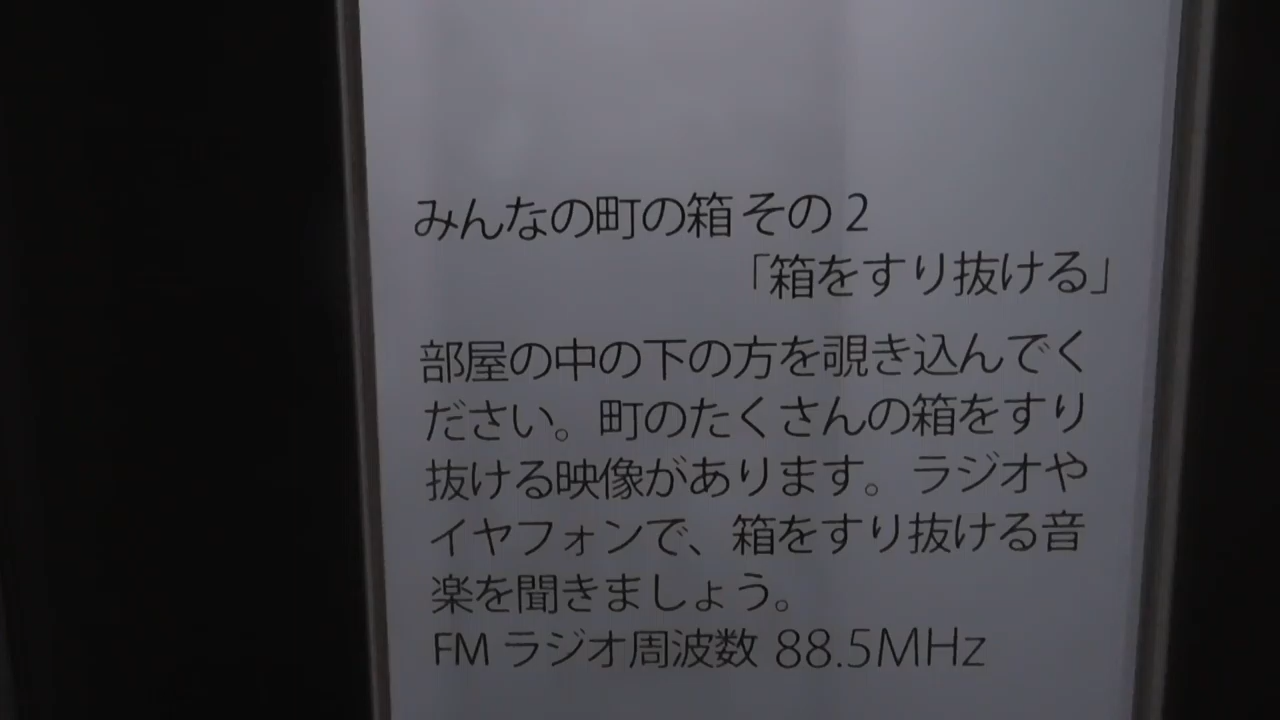 みんなの町の箱 その 2
「箱をすり抜ける」
部屋の中の下の方を覗き込んでく
ださい。町のたくさんの箱をすり
抜ける映像があります。ラジオや
イヤフォンで、箱をすり抜ける音
楽を聞きましょう。
FM ラジオ周波数 88.5MHz